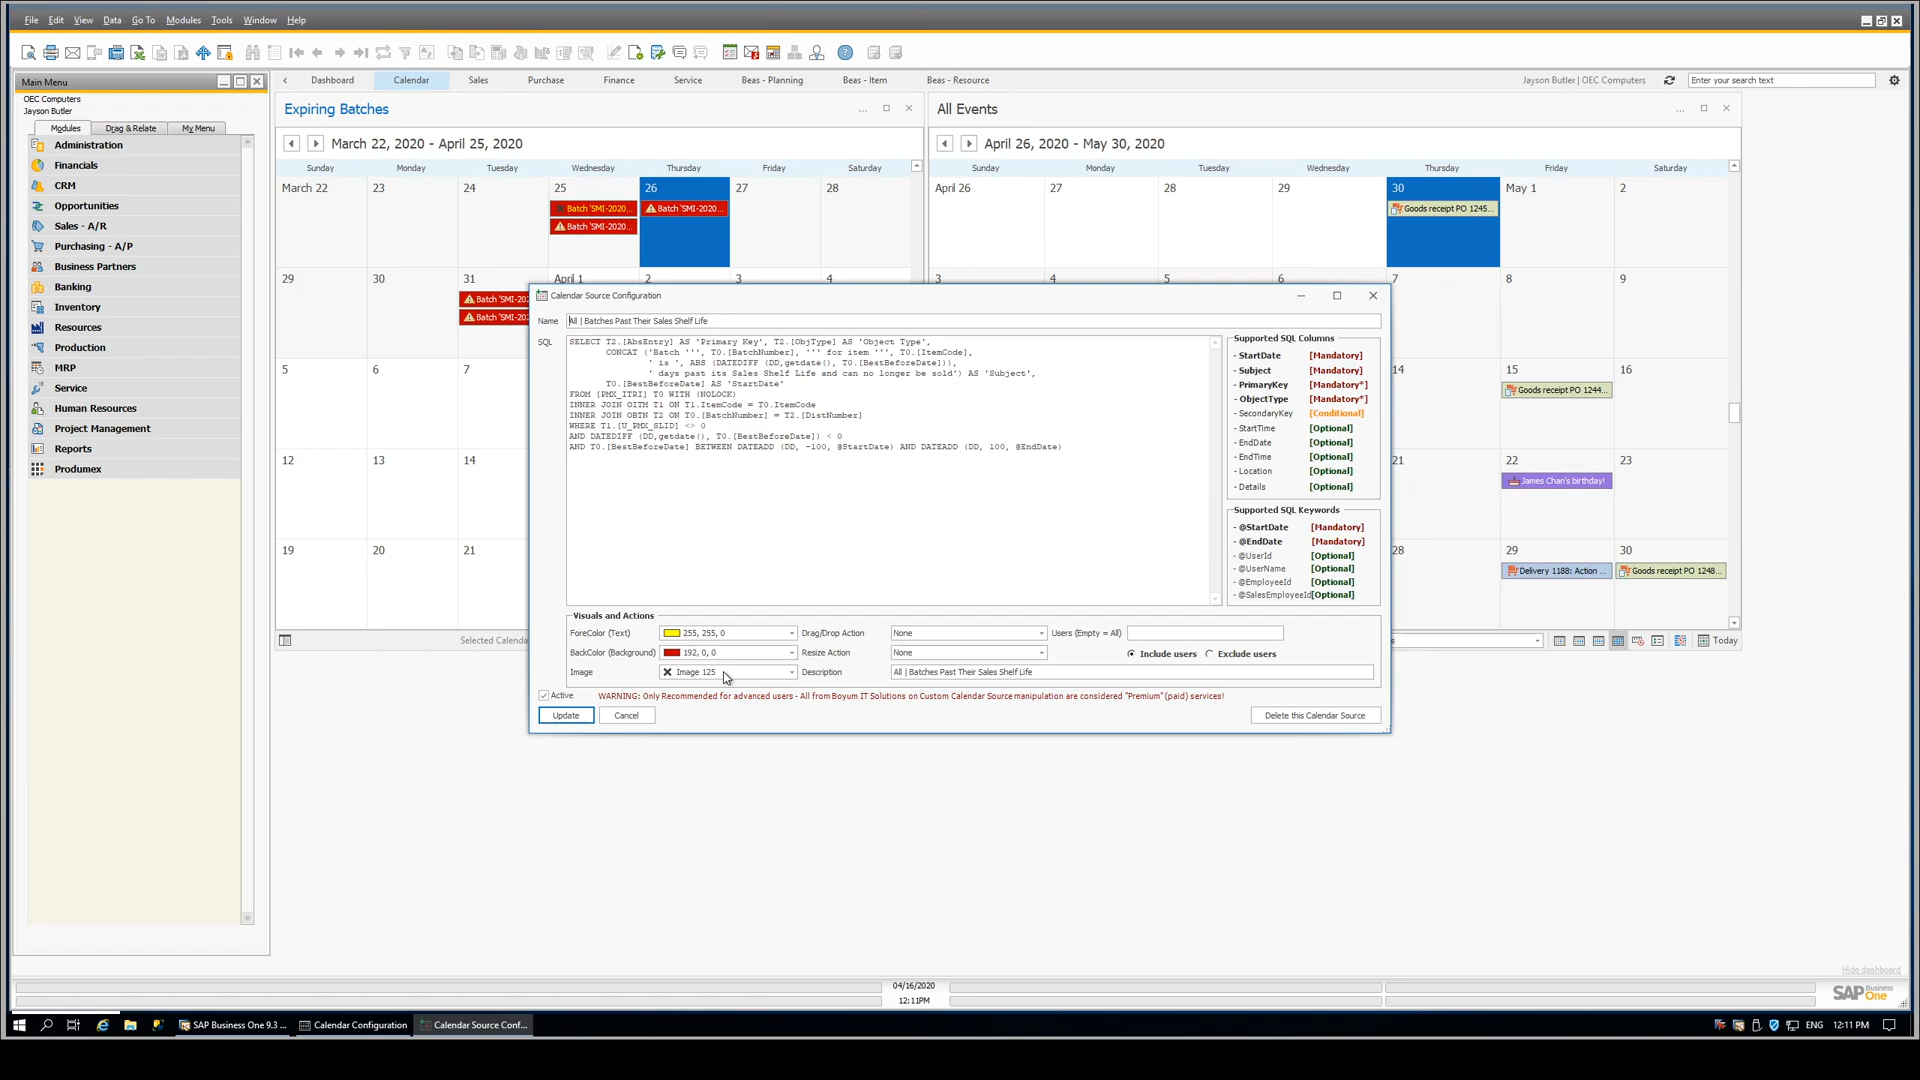 File Edit View Data Go To Modules Tools Window Help
Main Menu
OEC Computers
Jayson Butler
Modules Drag & Relate My Menu
Administration
Financials
CRM
Opportunities
Sales - A/R
Purchasing - A/P
Business Partners
Banking
Inventory
Resources
Production
MRP
Service
Human Resources
Project Management
Reports
Produmex
Dashboard Calendar Sales Purchase Finance Service Beas - Planning Beas - Item Beas - Resource
Jayson Butler | OEC Computers
Enter your search text
Expiring Batches
March 22, 2020 - April 25, 2020
Sunday Monday Tuesday Wednesday Thursday Friday Saturday
March 22 23 24 25 26 27 28
Batch 'SMI-2020... Batch 'SMI-2020...
Batch 'SMI-2020...
29 30 31 April 1 2 3 4
Batch 'SMI-202
Batch 'SMI-202
5 6 7
12 13 14
19 20 21
Selected Calenda
All Events
April 26, 2020 - May 30, 2020
Sunday Monday Tuesday Wednesday Thursday Friday Saturday
April 26 27 28 29 30 May 1 2
Goods receipt PO 1245...
3 4 5 6 7 8 9
14 15 16
Goods receipt PO 1244...
21 22 23
James Chan's birthday!
28 29 30
Delivery 1188: Action ... Goods receipt PO 1248...
s
Today
Calendar Source Configuration
Name All | Batches Past Their Sales Shelf Life
SQL
SELECT T2.[AbsEntry] AS 'Primary Key', T2.[ObjType] AS 'Object Type',
CONCAT ('Batch ''', T0.[BatchNumber], ''' for item ''', T0.[ItemCode],
' is ', ABS (DATEDIFF (DD,getdate(), T0.[BestBeforeDate])),
' days past its Sales Shelf Life and can no longer be sold') AS 'Subject',
T0.[BestBeforeDate] AS 'StartDate'
FROM [PMX_ITRI] T0 WITH (NOLOCK)
INNER JOIN OITM T1 ON T1.ItemCode = T0.ItemCode
INNER JOIN OBTN T2 ON T0.[BatchNumber] = T2.[DistNumber]
WHERE T1.[U_PMX_SLID] <> 0
AND DATEDIFF (DD,getdate(), T0.[BestBeforeDate]) < 0
AND T0.[BestBeforeDate] BETWEEN DATEADD (DD, -100, @StartDate) AND DATEADD (DD, 100, @EndDate)
Supported SQL Columns
- StartDate [Mandatory]
- Subject [Mandatory]
- PrimaryKey [Mandatory*]
- ObjectType [Mandatory*]
- SecondaryKey [Conditional]
- StartTime [Optional]
- EndDate [Optional]
- EndTime [Optional]
- Location [Optional]
- Details [Optional]
Supported SQL Keywords
- @StartDate [Mandatory]
- @EndDate [Mandatory]
- @UserId [Optional]
- @UserName [Optional]
- @EmployeeId [Optional]
- @SalesEmployeeId [Optional]
Visuals and Actions
ForeColor (Text) 255, 255, 0 Drag/Drop Action None Users (Empty = All)
BackColor (Background) 192, 0, 0 Resize Action None Include users Exclude users
Image Image 125 Description All | Batches Past Their Sales Shelf Life
Active WARNING: Only Recommended for advanced users - All from Boyum IT Solutions on Custom Calendar Source manipulation are considered "Premium" (paid) services!
Update Cancel Delete this Calendar Source
Hide dashboard
04/16/2020
12:11PM
SAP Business One
SAP Business One 9.3 ... Calendar Configuration Calendar Source Conf...
ENG 12:11 PM